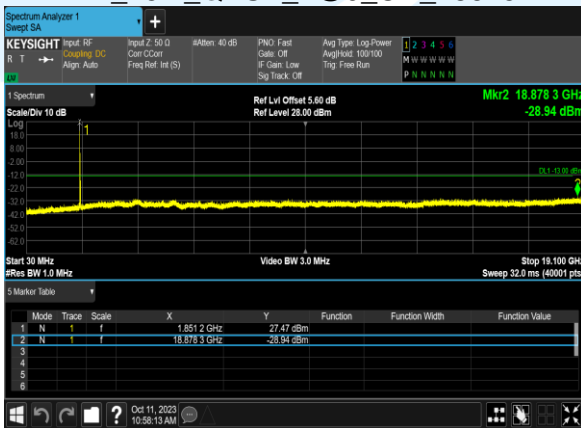 Spectrum Analyzer 1
Swept SA
+
KEYSIGHT Input: RF Input Z: 50 Ω #Atten: 40 dB PNO: Fast Avg Type: Log-Power 1 2 3 4 5 6
R T Coupling: DC Corr CCorr Gate: Off Avg|Hold: 100/100 M W W W W W
Align: Auto Freq Ref: Int (S) IF Gain: Low Trig: Free Run
Sig Track: Off P N N N N N
1 Spectrum Ref Lvl Offset 5.60 dB Mkr2 18.878 3 GHz
Scale/Div 10 dB Ref Level 28.00 dBm -28.94 dBm
Log
1
18.0
8.00
-2.00
-12.0 DL1 -13.00 dBm
-22.0
-32.0
-42.0
-52.0
-62.0
Start 30 MHz Video BW 3.0 MHz Stop 19.100 GHz
#Res BW 1.0 MHz Sweep 32.0 ms (40001 pts)
5 Marker Table
Mode Trace Scale X Y Function Function Width Function Value
1 N 1 f 1.851 2 GHz 27.47 dBm
2 N 1 f 18.878 3 GHz -28.94 dBm
3
4
5
6
? Oct 11, 2023
10:58:13 AM